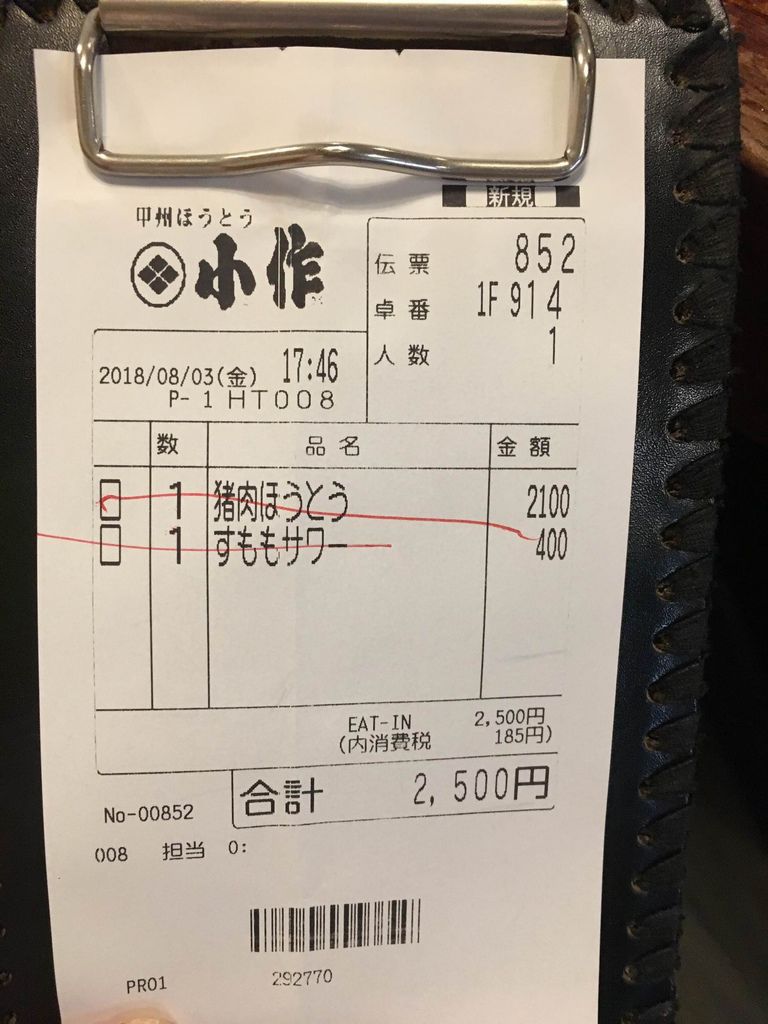 新規
甲州ほうとう
小作
伝票 852
卓番 1F 914
人数 1
2018/08/03(金) 17:46
P- 1 HT008
数 品名 金額
1 猪肉ほうとう 2100
1 すももサワー 400
EAT-IN 2,500円
(内消費税 185円)
合計 2,500円
No-00852
008 担当 0:
292770
PR01